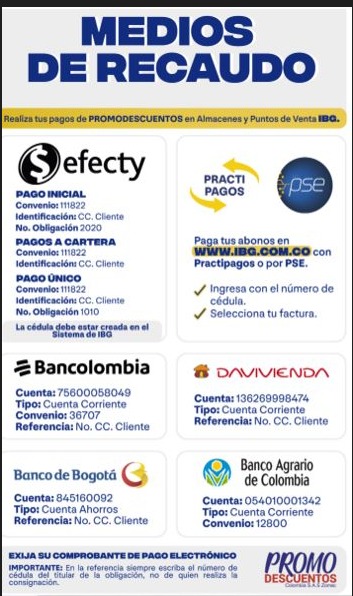 MEDIOS
DE RECAUDO
Realiza tus pagos de PROMODESCUENTOS en Almacenes y Puntos de Venta IBG.
$ efecty
PAGO INICIAL
Convenio: 111822
Identificación: CC. Cliente
No. Obligación 2020
PAGOS A CARTERA
Convenio: 111822
Identificación: CC. Cliente
PAGO ÚNICO
Convenio: 111822
Identificación: CC. Cliente
No. Obligación 1010
La cédula debe estar creada en el
Sistema de IBG
PRACTI
PAGOS
pse
Paga tus abonos en
WWW.IBG.COM.CO con
Practipagos o por PSE.
Ingresa con el número de
cédula.
Selecciona tu factura.
Bancolombia
Cuenta: 75600058049
Tipo: Cuenta Corriente
Convenio: 36707
Referencia: No. CC. Cliente
DAVIVIENDA
Cuenta: 136269998474
Tipo: Cuenta Corriente
Referencia: No. CC. Cliente
Banco de Bogotá
Cuenta: 845160092
Tipo: Cuenta Ahorros
Referencia: No. CC. Cliente
Banco Agrario
de Colombia
Cuenta: 054010001342
Tipo: Cuenta Corriente
Convenio: 12800
EXIJA SU COMPROBANTE DE PAGO ELECTRÓNICO
IMPORTANTE: En la referencia siempre escriba el número de
cédula del titular de la obligación, no de quien realiza la
consignación.
PROMO
DESCUENTOS
Colombia S.A.S Zomac